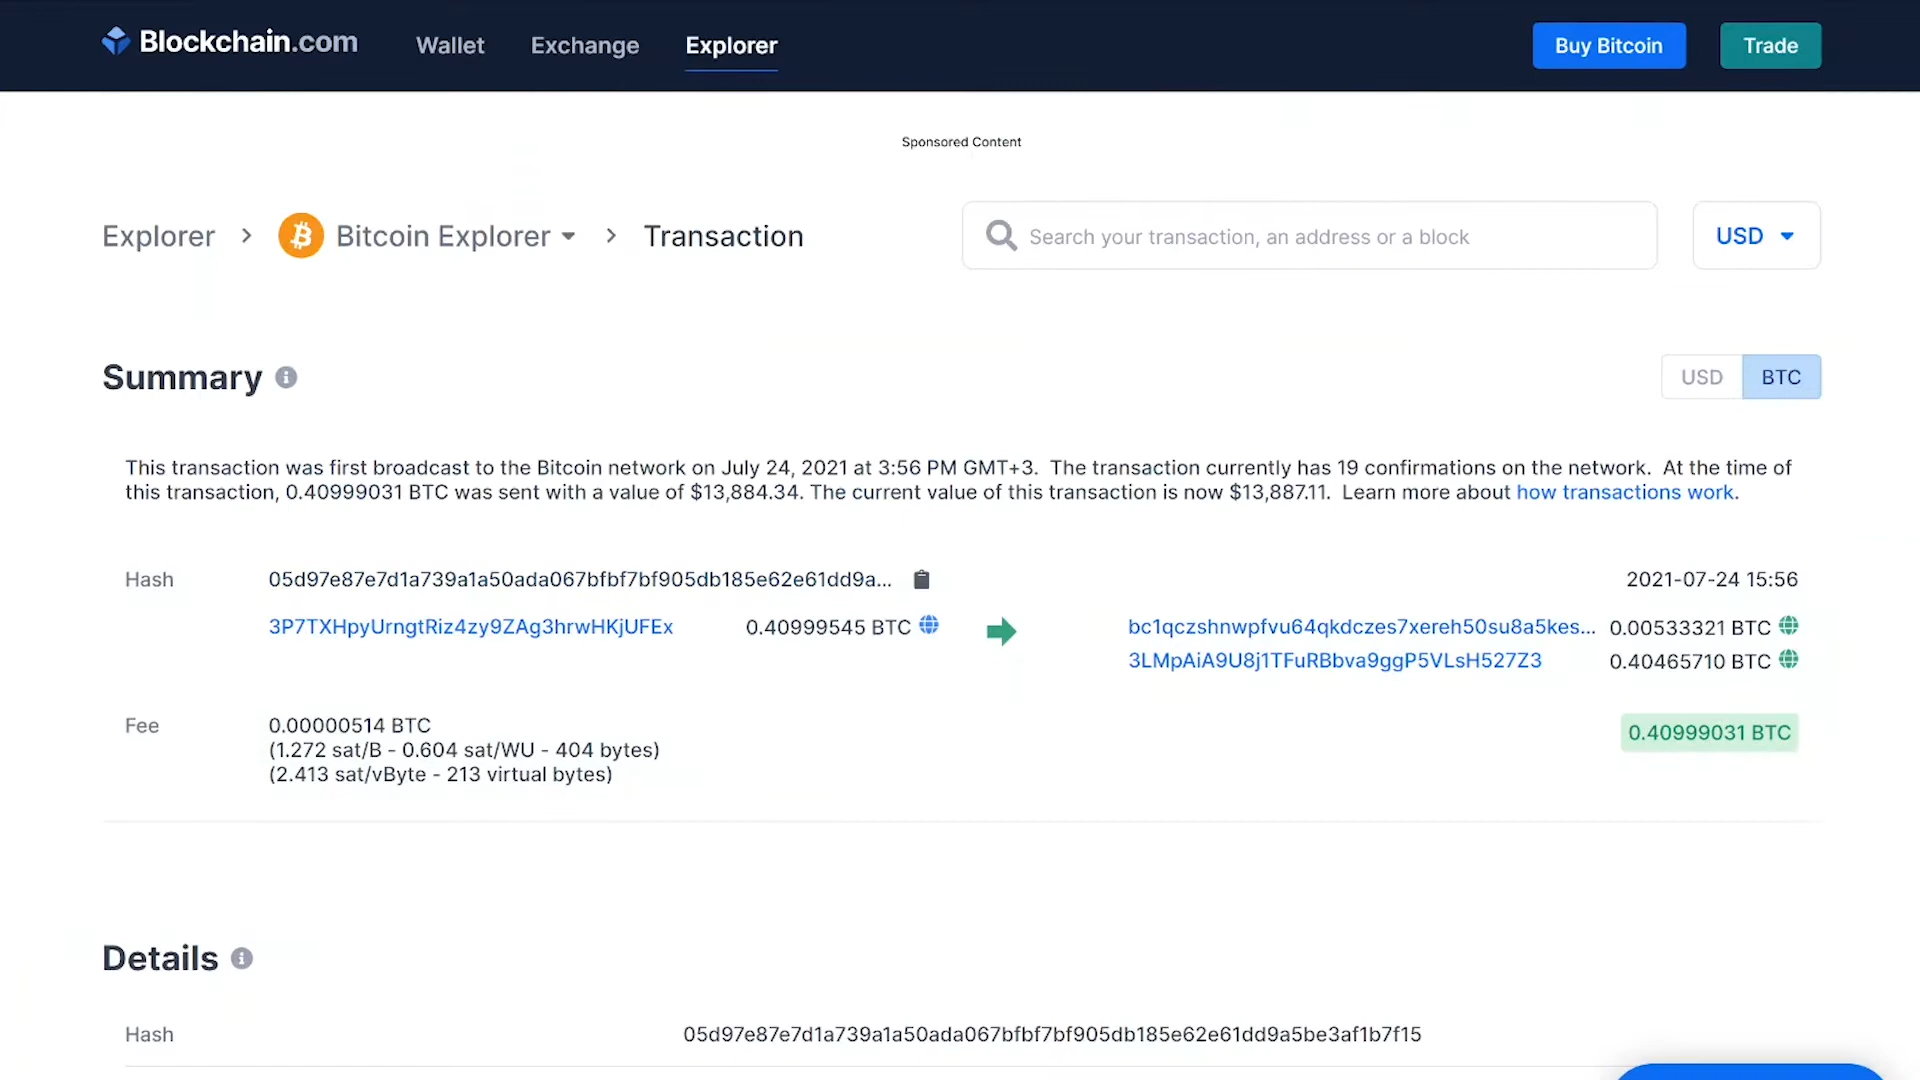 Blockchain.com Wallet Exchange Explorer Buy Bitcoin Trade
Sponsored Content
Explorer > Bitcoin Explorer > Transaction Search your transaction, an address or a block USD
Summary USD BTC
This transaction was first broadcast to the Bitcoin network on July 24, 2021 at 3:56 PM GMT+3. The transaction currently has 19 confirmations on the network. At the time of
this transaction, 0.40999031 BTC was sent with a value of $13,884.34. The current value of this transaction is now $13,887.11. Learn more about how transactions work.
Hash 05d97e87e7d1a739a1a50ada067bfbf7bf905db185e62e61dd9a... 2021-07-24 15:56
3P7TXHpyUrngtRiz4zy9ZAg3hrwHKjUFEx 0.40999545 BTC bc1qczshnwpfvu64qkdczes7xereh50su8a5kes... 0.00533321 BTC
3LMpAiA9U8j1TFuRBbva9ggP5VLsH527Z3 0.40465710 BTC
Fee 0.00000514 BTC 0.40999031 BTC
(1.272 sat/B - 0.604 sat/WU - 404 bytes)
(2.413 sat/vByte - 213 virtual bytes)
Details
Hash 05d97e87e7d1a739a1a50ada067bfbf7bf905db185e62e61dd9a5be3af1b7f15